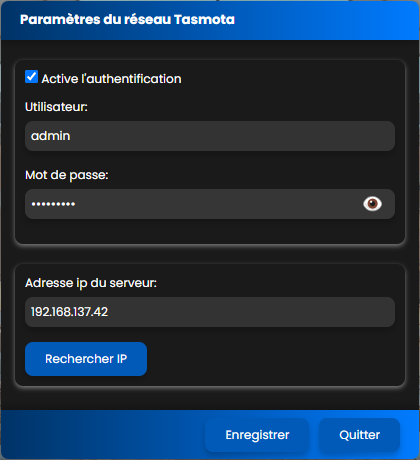 Paramètres du réseau Tasmota
Active l'authentification
Utilisateur:
admin
Mot de passe:
•••••••••
Adresse ip du serveur:
192.168.137.42
Rechercher IP
Enregistrer Quitter